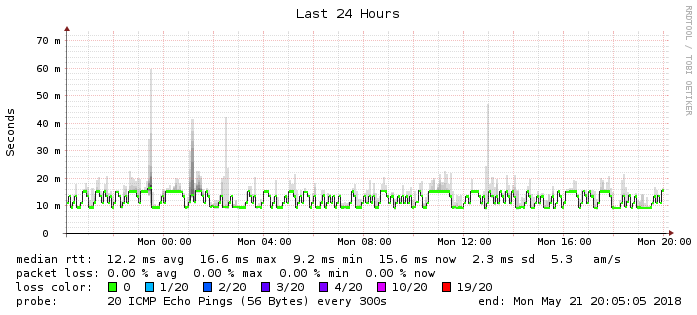 Last 24 Hours
RRDTOOL / TOBI OETIKER
Seconds
70 m
60 m
50 m
40 m
30 m
20 m
10 m
0
Mon 00:00 Mon 04:00 Mon 08:00 Mon 12:00 Mon 16:00 Mon 20:00
median rtt: 12.2 ms avg 16.6 ms max 9.2 ms min 15.6 ms now 2.3 ms sd 5.3 am/s
packet loss: 0.00 % avg 0.00 % max 0.00 % min 0.00 % now
loss color: 0 1/20 2/20 3/20 4/20 10/20 19/20
probe: 20 ICMP Echo Pings (56 Bytes) every 300s end: Mon May 21 20:05:05 2018